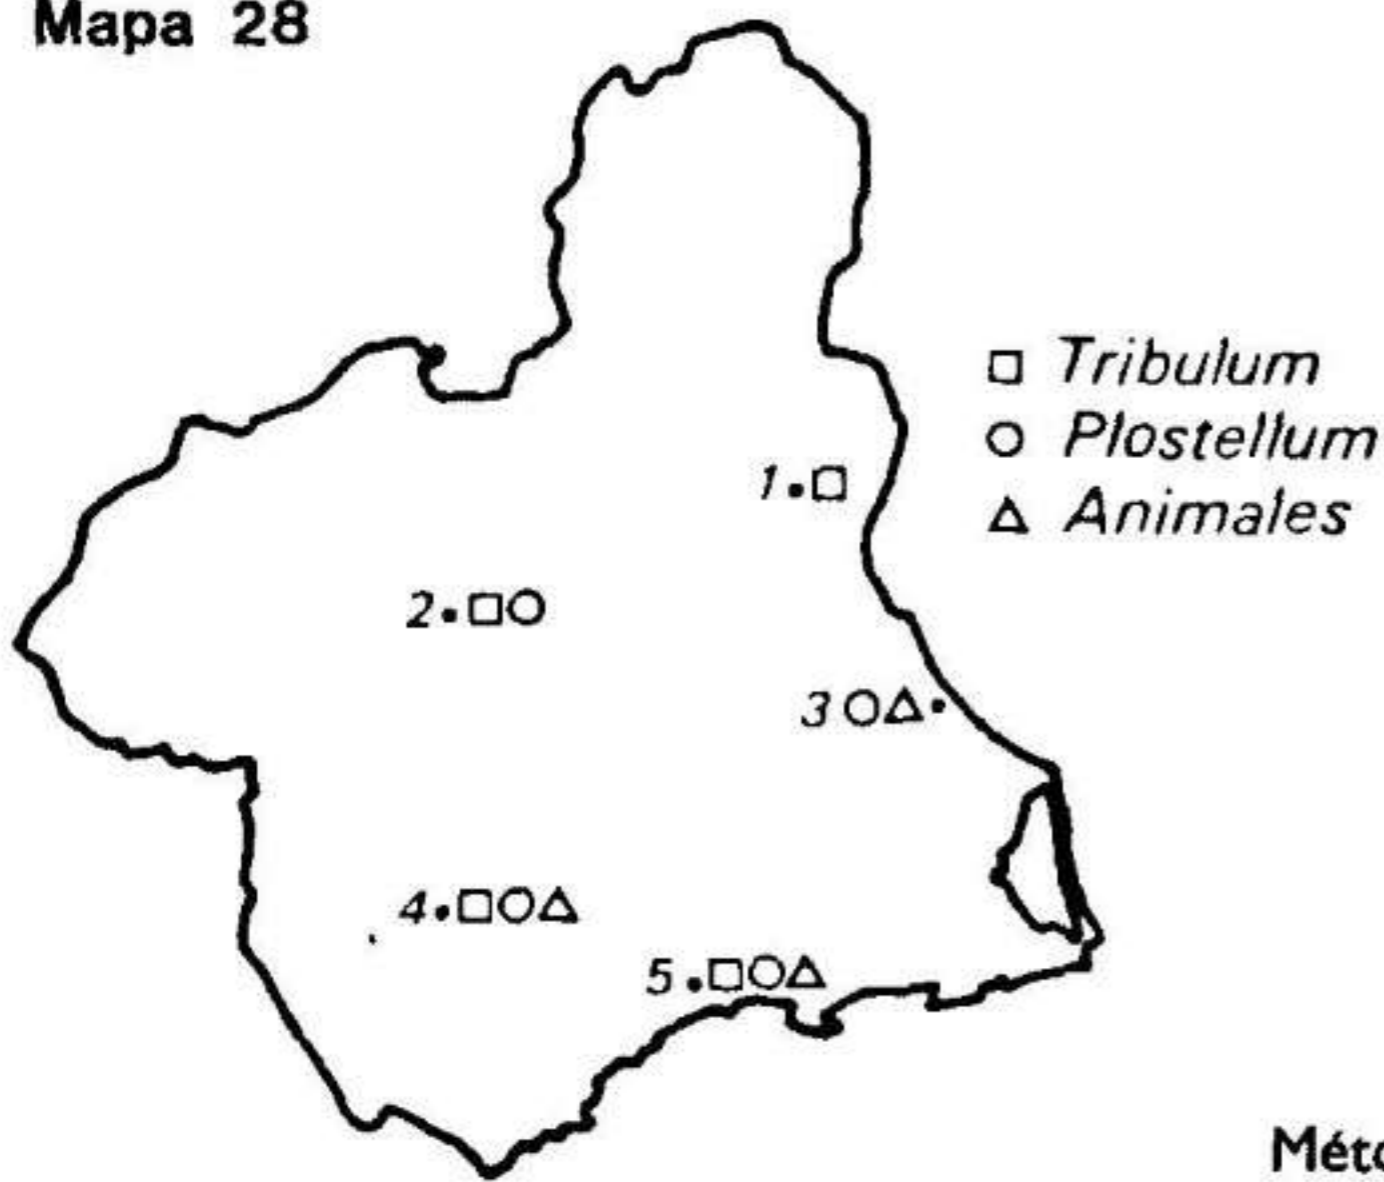 Mapa 28
□ Tribulum
○ Plostellum
△ Animales
1.□
2.□○
3 ○△.
4.□○△
5.□○△